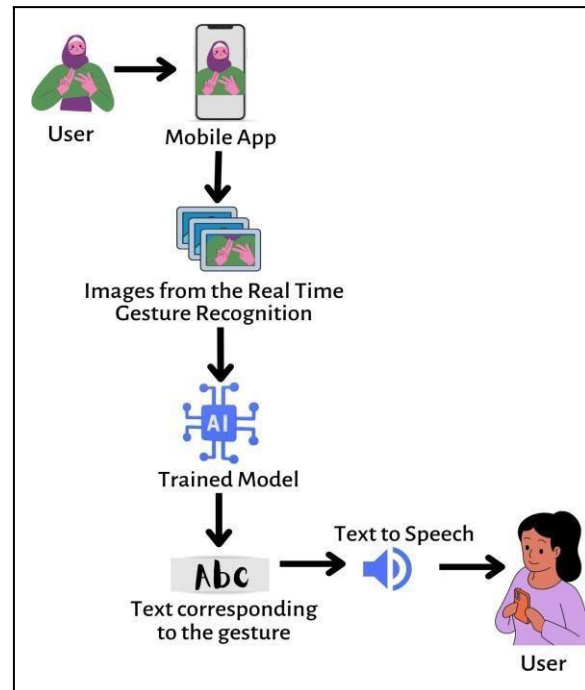 User
Mobile App
Images from the Real Time
Gesture Recognition
AI
Trained Model
Text to Speech
Abc
Text corresponding
to the gesture
User